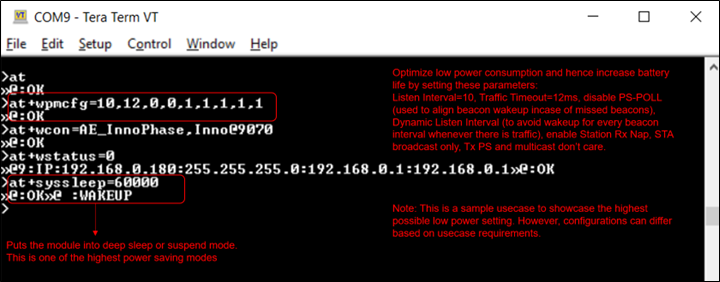 VT COM9 - Tera Term VT
File Edit Setup Control Window Help
>at
»@:OK
>at+wpmcfg=10,12,0,0,1,1,1,1,1
»@:OK
>at+wcon=AE_InnoPhase,Inno@9070
»@:OK
>at+wstatus=0
»@9:IP:192.168.0.180:255.255.255.0:192.168.0.1:192.168.0.1»@:OK
>at+syssleep=60000
»@:OK»@ :WAKEUP
>
Optimize low power consumption and hence increase battery
life by setting these parameters:
Listen Interval=10, Traffic Timeout=12ms, disable PS-POLL
(used to align beacon wakeup incase of missed beacons),
Dynamic Listen Interval (to avoid wakeup for every beacon
interval whenever there is traffic), enable Station Rx Nap, STA
broadcast only, Tx PS and multicast don't care.
Note: This is a sample usecase to showcase the highest
possible low power setting. However, configurations can differ
based on usecase requirements.
Puts the module into deep sleep or suspend mode.
This is one of the highest power saving modes